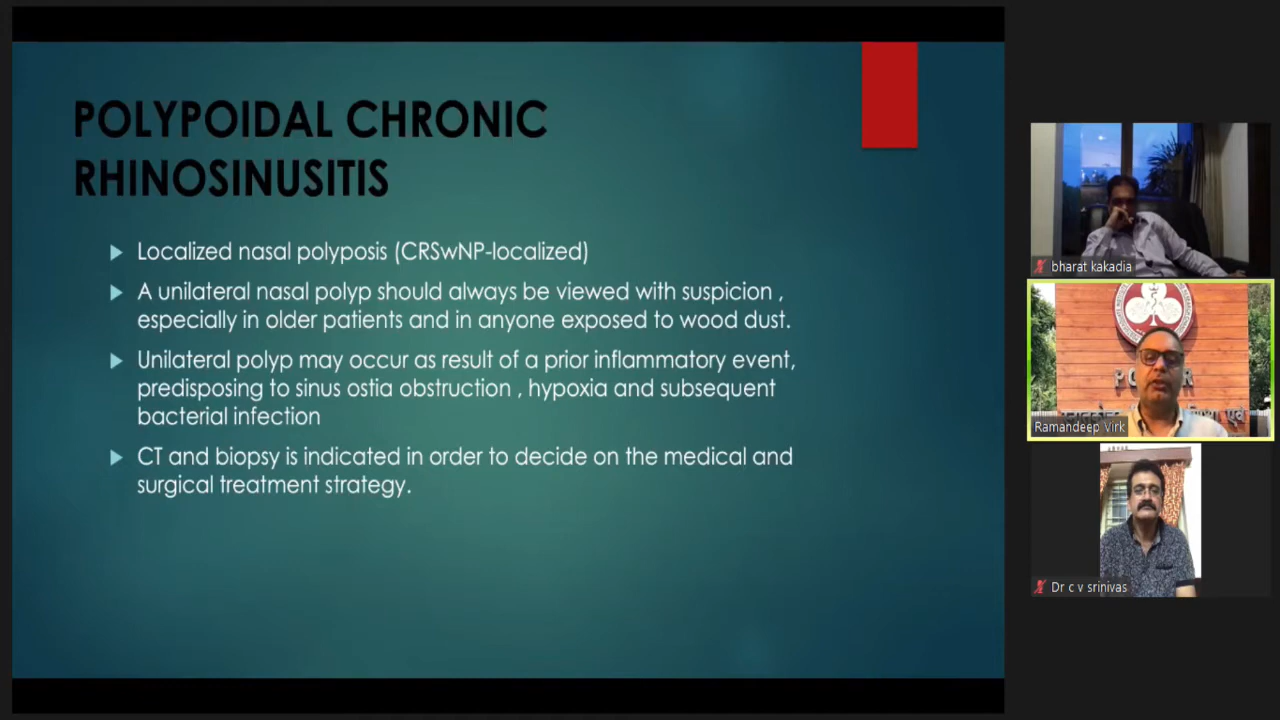 POLYPOIDAL CHRONIC
RHINOSINUSITIS
Localized nasal polyposis (CRSwNP-localized)
A unilateral nasal polyp should always be viewed with suspicion ,
especially in older patients and in anyone exposed to wood dust.
Unilateral polyp may occur as result of a prior inflammatory event,
predisposing to sinus ostia obstruction , hypoxia and subsequent
bacterial infection
CT and biopsy is indicated in order to decide on the medical and
surgical treatment strategy.
bharat kakadia
Ramandeep Virk
Dr c v srinivas